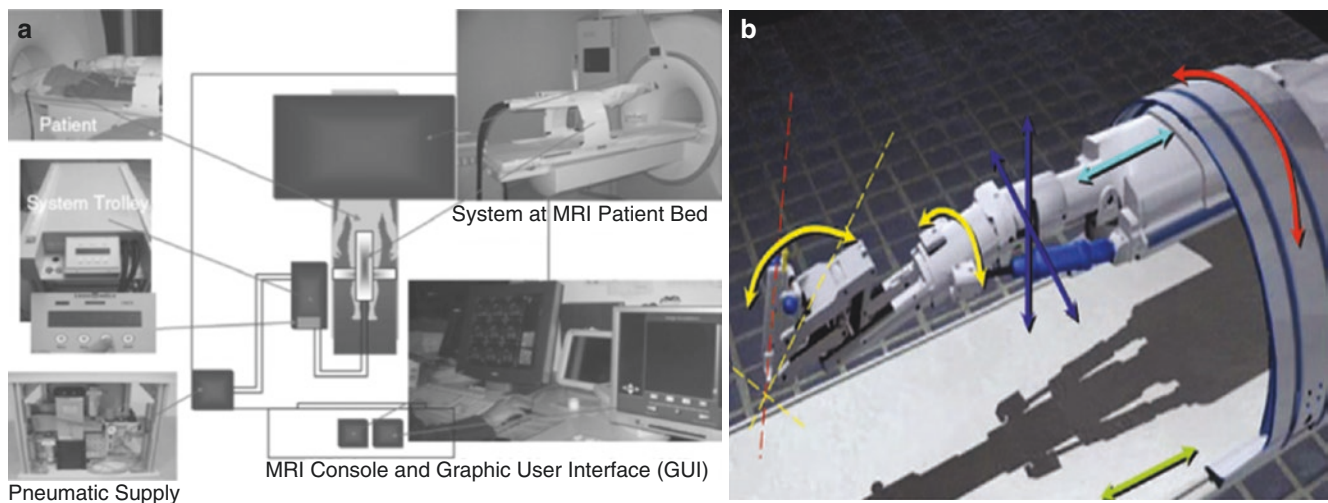 a
Patient
System Trolley
System at MRI Patient Bed
MRI Console and Graphic User Interface (GUI)
Pneumatic Supply
b